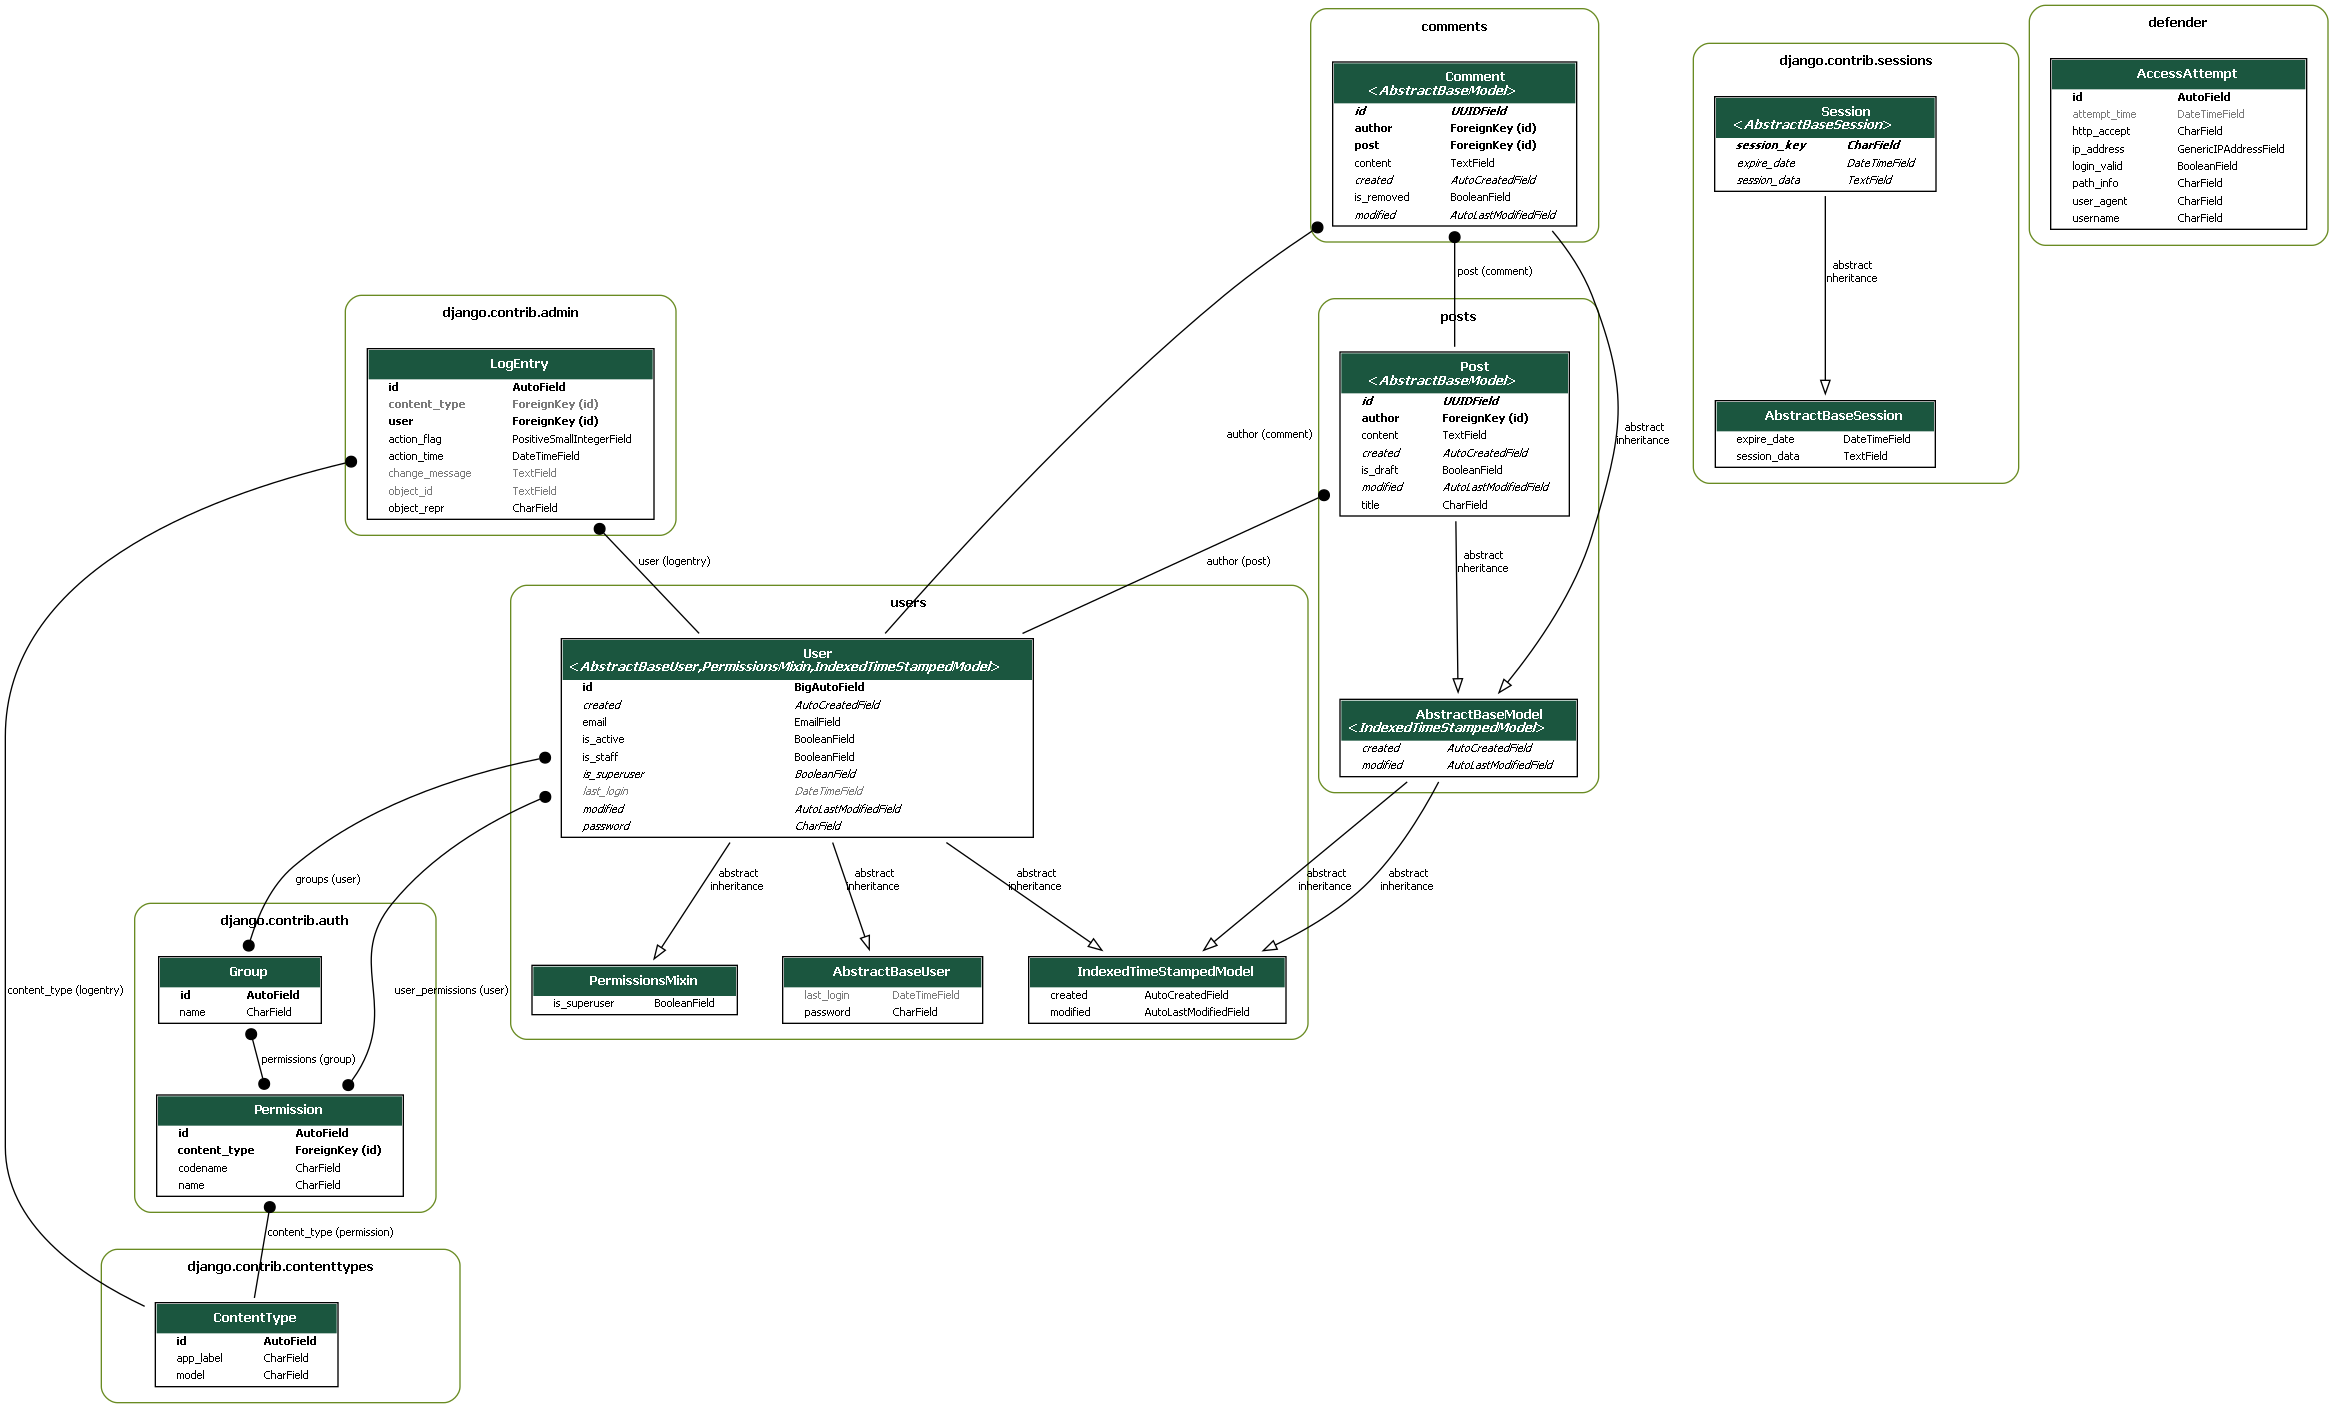 comments
Comment
<AbstractBaseModel>
id UUIDField
author ForeignKey (id)
post ForeignKey (id)
content TextField
created AutoCreatedField
is_removed BooleanField
modified AutoLastModifiedField
django.contrib.sessions
Session
<AbstractBaseSession>
session_key CharField
expire_date DateTimeField
session_data TextField
abstract
nheritance
AbstractBaseSession
expire_date DateTimeField
session_data TextField
defender
AccessAttempt
id AutoField
attempt_time DateTimeField
http_accept CharField
ip_address GenericIPAddressField
login_valid BooleanField
path_info CharField
user_agent CharField
username CharField
post (comment)
django.contrib.admin
LogEntry
id AutoField
content_type ForeignKey (id)
user ForeignKey (id)
action_flag PositiveSmallIntegerField
action_time DateTimeField
change_message TextField
object_id TextField
object_repr CharField
posts
Post
<AbstractBaseModel>
id UUIDField
author ForeignKey (id)
content TextField
created AutoCreatedField
is_draft BooleanField
modified AutoLastModifiedField
title CharField
author (comment)
abstract
inheritance
user (logentry)
author (post)
abstract
nheritance
users
User
<AbstractBaseUser,PermissionsMixin,IndexedTimeStampedModel>
id BigAutoField
created AutoCreatedField
email EmailField
is_active BooleanField
is_staff BooleanField
is_superuser BooleanField
last_login DateTimeField
modified AutoLastModifiedField
password CharField
AbstractBaseModel
<IndexedTimeStampedModel>
created AutoCreatedField
modified AutoLastModifiedField
groups (user)
abstract
inheritance
abstract
inheritance
abstract
inheritance
abstract
inheritance
abstract
inheritance
PermissionsMixin
is_superuser BooleanField
AbstractBaseUser
last_login DateTimeField
password CharField
IndexedTimeStampedModel
created AutoCreatedField
modified AutoLastModifiedField
django.contrib.auth
Group
id AutoField
name CharField
content_type (logentry)
user_permissions (user)
permissions (group)
Permission
id AutoField
content_type ForeignKey (id)
codename CharField
name CharField
content_type (permission)
django.contrib.contenttypes
ContentType
id AutoField
app_label CharField
model CharField